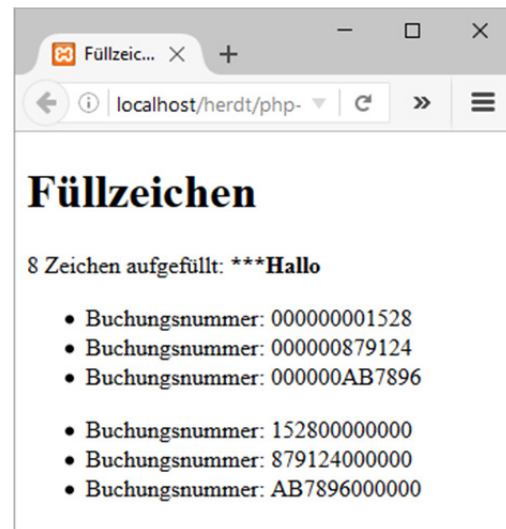 Füllzeic...
localhost/herdt/php-
Füllzeichen
8 Zeichen aufgefüllt: ***Hallo
• Buchungsnummer: 000000001528
• Buchungsnummer: 000000879124
• Buchungsnummer: 000000AB7896
• Buchungsnummer: 152800000000
• Buchungsnummer: 879124000000
• Buchungsnummer: AB7896000000